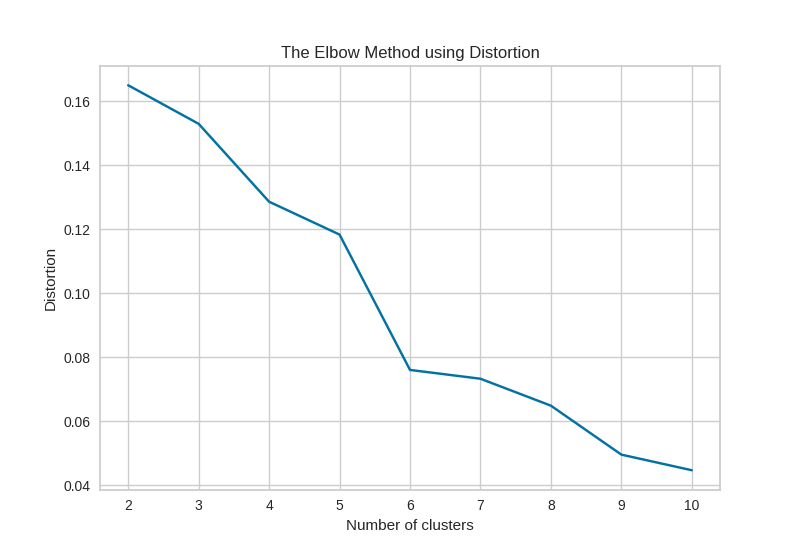 The Elbow Method using Distortion
Distortion
0.16
0.14
0.12
0.10
0.08
0.06
0.04
2 3 4 5 6 7 8 9 10
Number of clusters